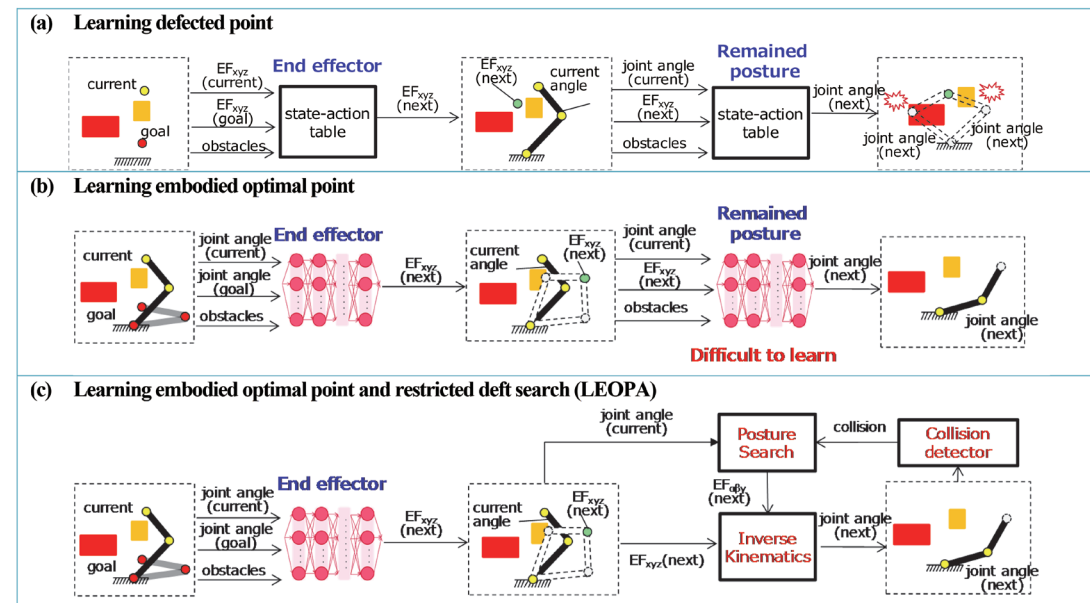 (a) Learning defected point
current
goal
EFxyz
(current)
EFxyz
(goal)
obstacles
End effector
state-action
table
EFxyz
(next)
EFxyz
(next)
current
angle
joint angle
(current)
EFxyz
(next)
obstacles
Remained
posture
state-action
table
joint angle
(next)
joint angle
(next)
joint angle
(next)
(b) Learning embodied optimal point
current
goal
joint angle
(current)
joint angle
(goal)
obstacles
End effector
EFxyz
(next)
current
angle
EFxyz
(next)
joint angle
(current)
EFxyz
(next)
obstacles
Remained
posture
Difficult to learn
joint angle
(next)
joint angle
(next)
(c) Learning embodied optimal point and restricted deft search (LEOPA)
current
goal
joint angle
(current)
joint angle
(goal)
obstacles
End effector
EFxyz
(next)
current
angle
EFxyz
(next)
joint angle
(current)
Posture
Search
collision
Collision
detector
EFαβγ
(next)
EFxyz(next)
Inverse
Kinematics
joint angle
(next)
joint angle
(next)